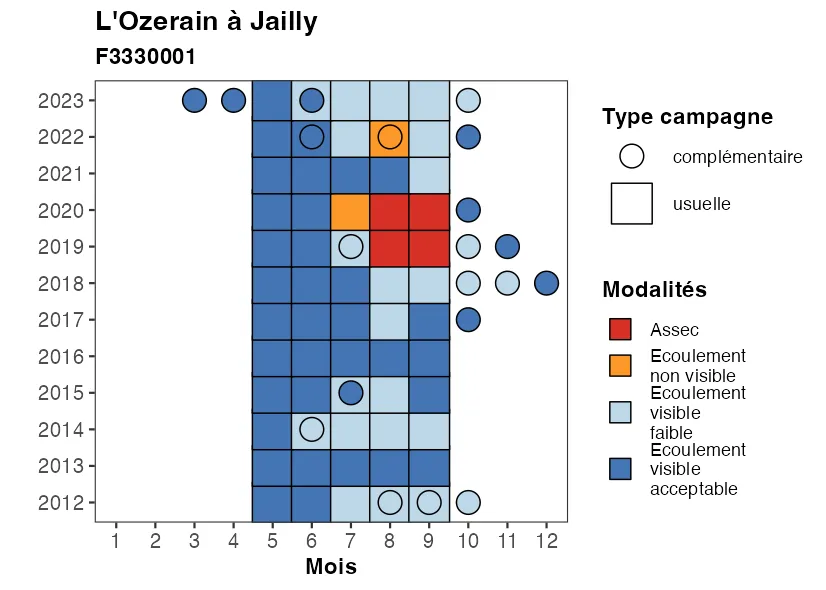 L'Ozerain à Jailly
F3330001
2023
2022
2021
2020
2019
2018
2017
2016
2015
2014
2013
2012
1 2 3 4 5 6 7 8 9 10 11 12
Mois
Type campagne
complémentaire
usuelle
Modalités
Assec
Ecoulement
non visible
Ecoulement
visible
faible
Ecoulement
visible
acceptable